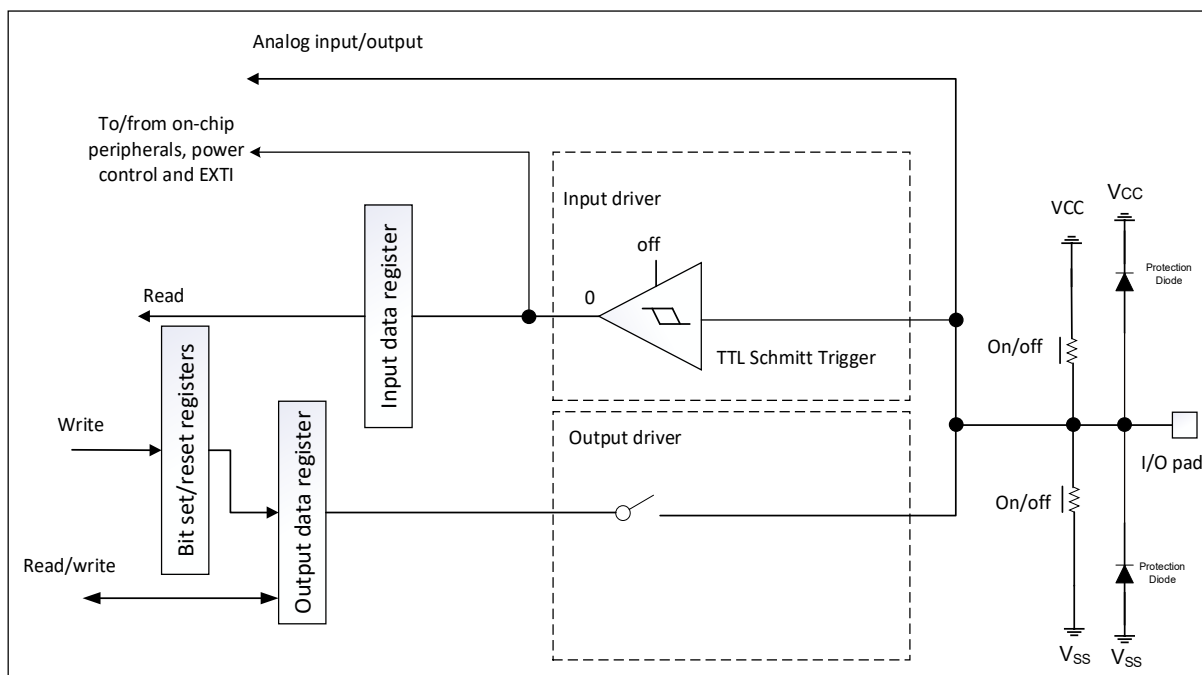 Analog input/output
To/from on-chip
peripherals, power
control and EXTI
Input driver
VCC
VCC
off
Protection
Diode
Input data register
Read
0
On/off
TTL Schmitt Trigger
Bit set/reset registers
Write
Output data register
Output driver
I/O pad
On/off
Read/write
Protection
Diode
VSS
VSS